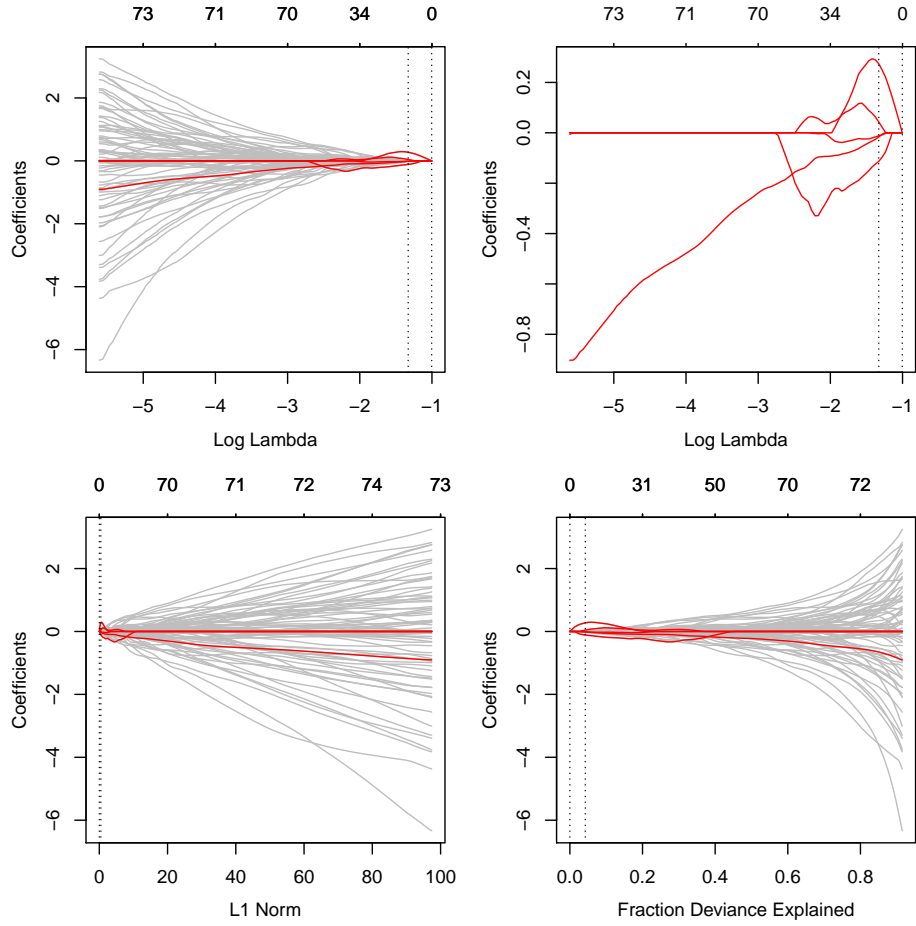 73 71 70 34 0
73 71 70 34 0
Coefficients
2
0
−2
−4
−6
−5 −4 −3 −2 −1
Log Lambda
Coefficients
0.2
0.0
−0.4
−0.8
−5 −4 −3 −2 −1
Log Lambda
0 70 71 72 74 73
0 31 50 70 72
Coefficients
2
0
−2
−4
−6
0 20 40 60 80 100
L1 Norm
Coefficients
2
0
−2
−4
−6
0.0 0.2 0.4 0.6 0.8
Fraction Deviance Explained